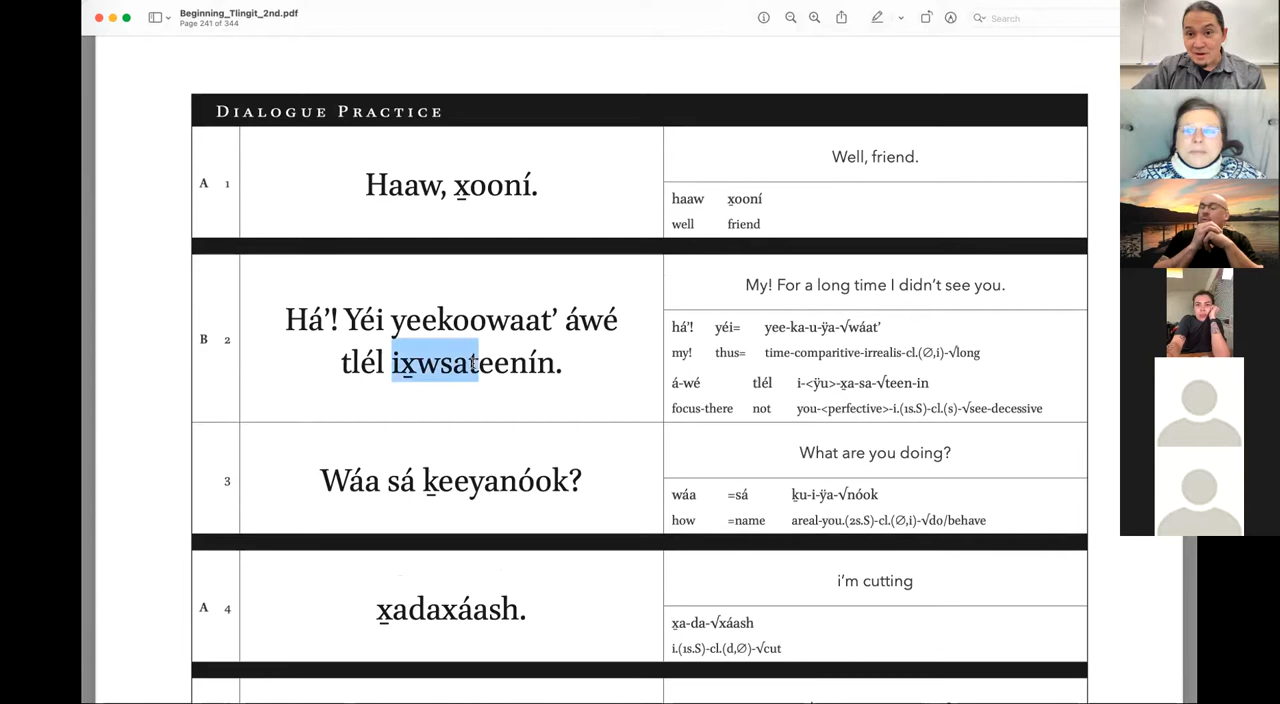 Beginning_Tlingit_2nd.pdf
Page 241 of 344
Search
DIALOGUE PRACTICE
A 1
Haaw, x̱ooní.
Well, friend.
haaw x̱ooní
well friend
B 2
Há’! Yéi yeekoowaat’ áwé
tlél ix̱wsateenín.
My! For a long time I didn’t see you.
há’! yéi= yee-ka-u-ÿa-√wáat’
my! thus= time-comparitive-irrealis-cl.(∅,i)-√long
á-wé tlél i-<ÿu>-x̱a-sa-√teen-in
focus-there not you-<perfective>-i.(1s.S)-cl.(s)-√see-decessive
3
Wáa sá ḵeeyanóok?
What are you doing?
wáa =sá ḵu-i-ÿa-√nóok
how =name areal-you.(2s.S)-cl.(∅,i)-√do/behave
A 4
x̱adaxáash.
i’m cutting
x̱a-da-√xáash
i.(1s.S)-cl.(d,∅)-√cut